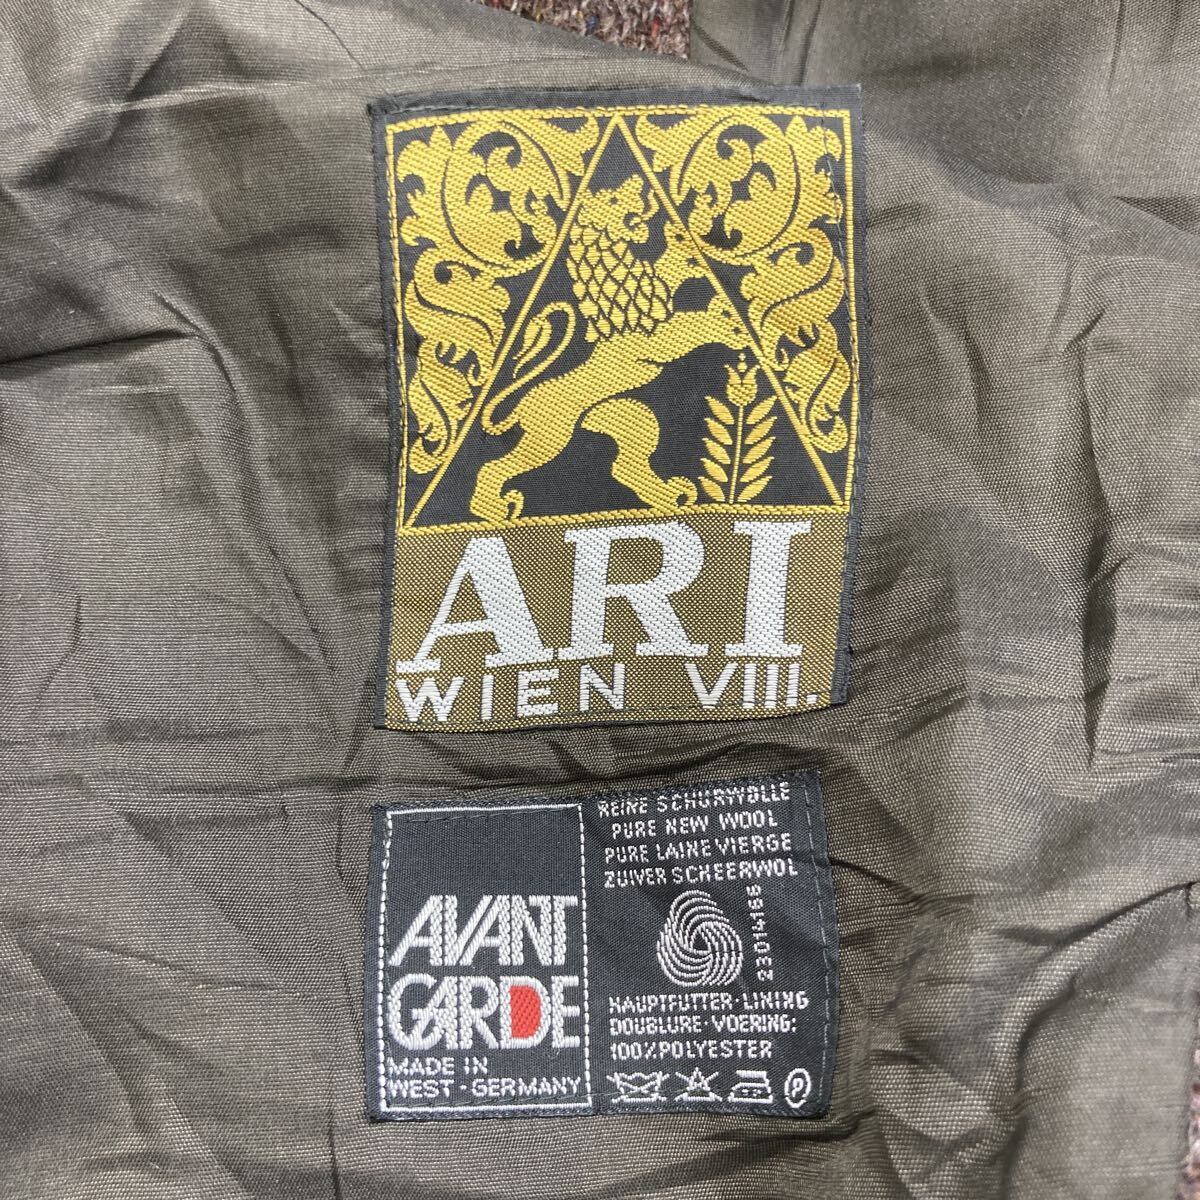 ARI
WIEN VIII.
AVANT
GARDE
MADE IN
WEST-GERMANY
REINE SCHURWOLLE
PURE NEW WOOL
PURE LAINE VIERGE
ZUIVER SCHEERWOL
23014166
HAUPTFUTTER·LINING
DOUBLURE·VOERING:
100%POLYESTER
P